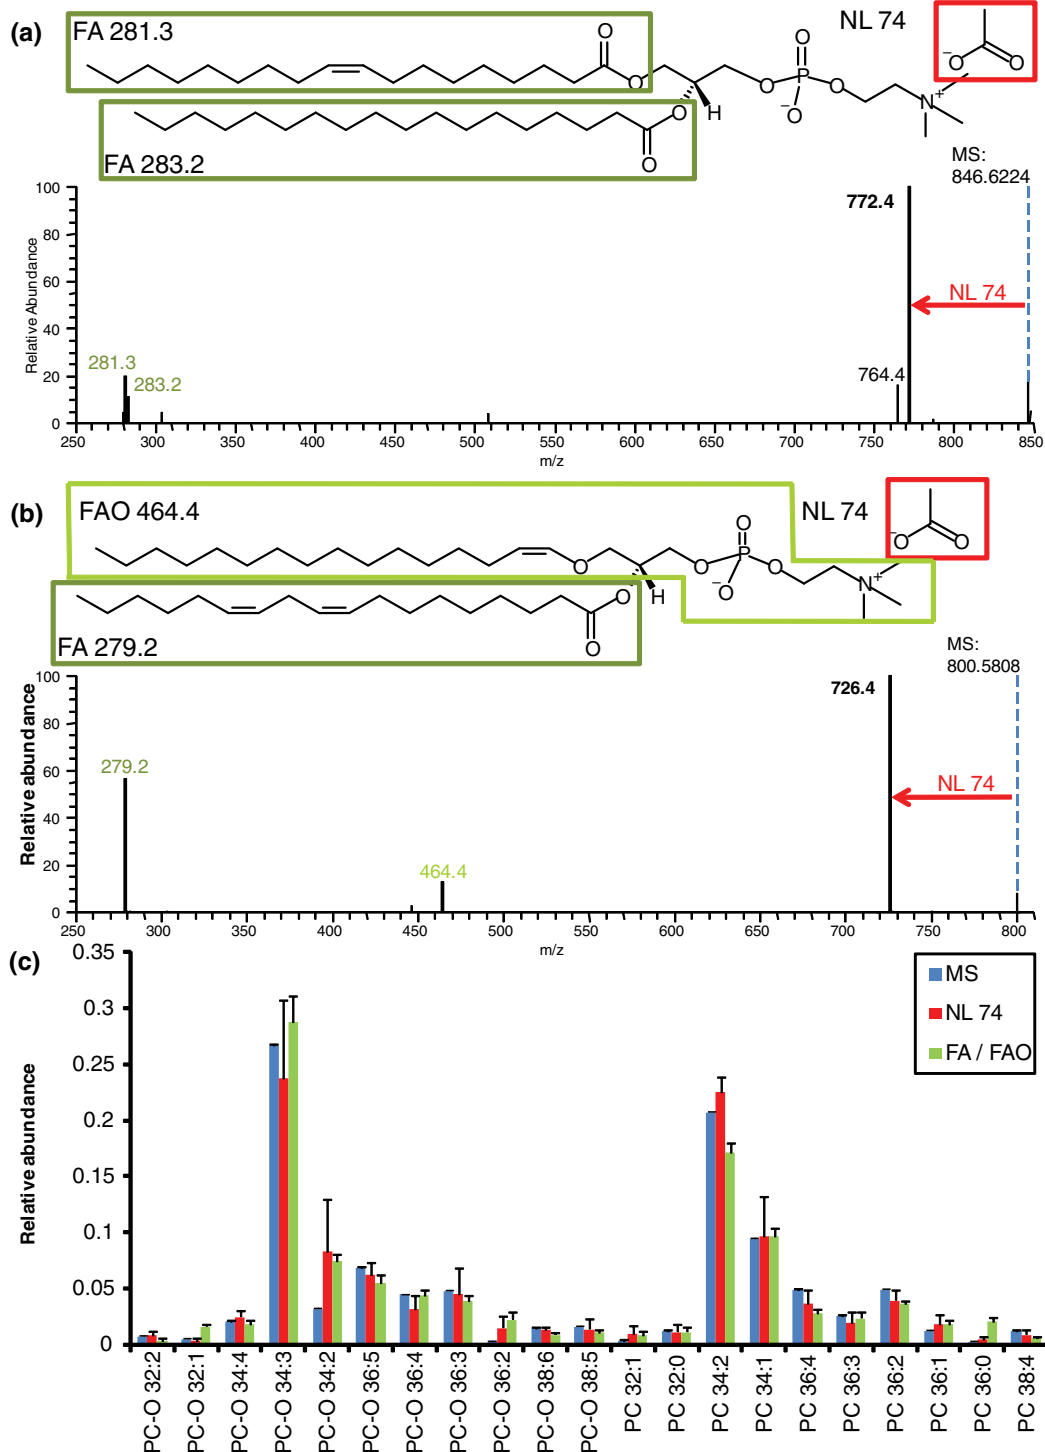 (a)
FA 281.3
NL 74
O
O
O
O
P
O
O
−
H
N+
−O
O
O
O
FA 283.2
MS:
846.6224
772.4
NL 74
281.3
283.2
764.4
Relative Abundance
100
80
60
40
20
0
250 300 350 400 450 500 550 600 650 700 750 800 850
m/z
(b)
FAO 464.4
NL 74
O
O
O
P
O
−O
H
N+
−O
O
O
O
FA 279.2
MS:
800.5808
726.4
NL 74
279.2
464.4
Relative abundance
100
80
60
40
20
0
250 300 350 400 450 500 550 600 650 700 750 800
m/z
(c)
MS
NL 74
FA / FAO
Relative abundance
0.35
0.3
0.25
0.2
0.15
0.1
0.05
0
PC-O 32:2
PC-O 32:1
PC-O 34:4
PC-O 34:3
PC-O 34:2
PC-O 36:5
PC-O 36:4
PC-O 36:3
PC-O 36:2
PC-O 38:6
PC-O 38:5
PC 32:1
PC 32:0
PC 34:2
PC 34:1
PC 36:4
PC 36:3
PC 36:2
PC 36:1
PC 36:0
PC 38:4